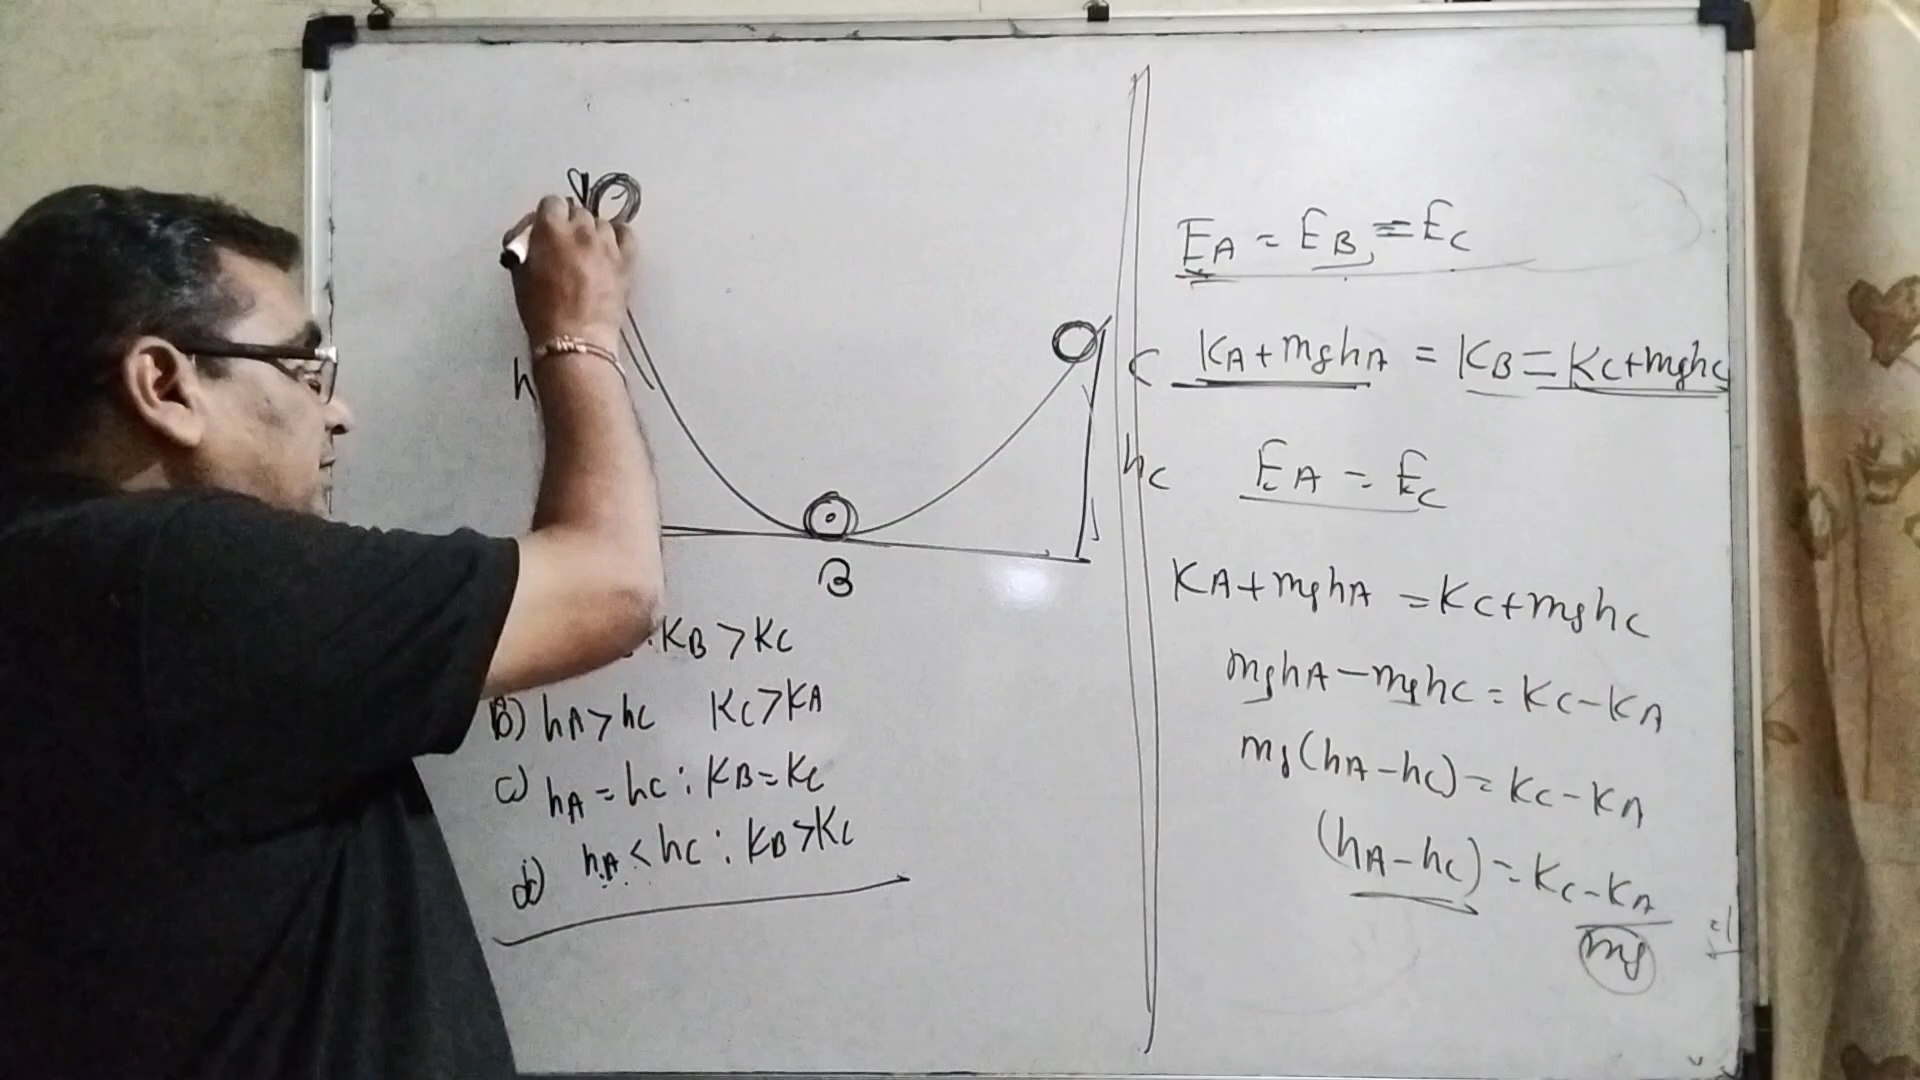 h
B
C
hc
KB > KC
B) hA > hc KC > KA
c) hA = hc : KB = KC
d) hA < hc : KB > KC
EA = EB = EC
KA + mghA = KB = KC + mghc
EA = EC
KA + mghA = KC + mghc
mghA − mghc = KC − KA
mg(hA − hc) = KC − KA
(hA − hc) = KC − KA
mg